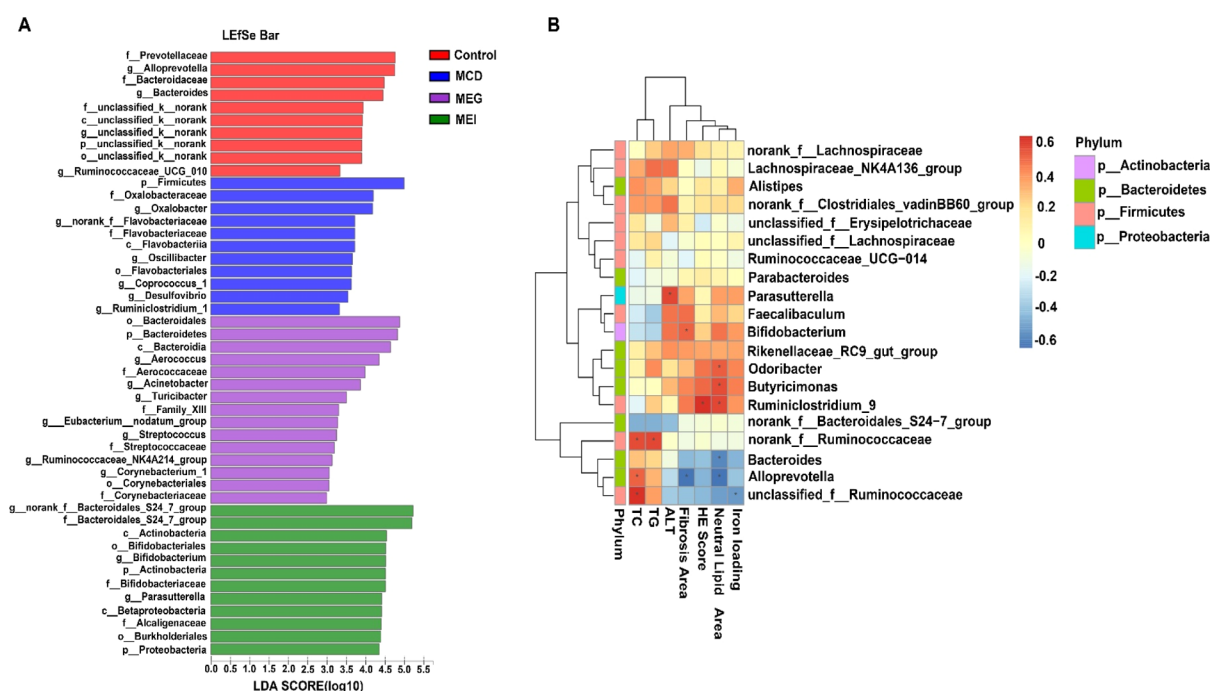 A
LEfSe Bar
f__Prevotellaceae
g__Alloprevotella
f__Bacteroidaceae
g__Bacteroides
f__unclassified_k__norank
c__unclassified_k__norank
g__unclassified_k__norank
p__unclassified_k__norank
o__unclassified_k__norank
g__Ruminococcaceae_UCG_010
p__Firmicutes
f__Oxalobacteraceae
g__Oxalobacter
g__norank_f__Flavobacteriaceae
f__Flavobacteriaceae
c__Flavobacteriia
g__Oscillibacter
o__Flavobacteriales
g__Coprococcus_1
g__Desulfovibrio
g__Ruminiclostridium_1
o__Bacteroidales
p__Bacteroidetes
c__Bacteroidia
g__Aerococcus
f__Aerococcaceae
g__Acinetobacter
g__Turicibacter
f__Family_XIII
g___Eubacterium__nodatum_group
g__Streptococcus
f__Streptococcaceae
g__Ruminococcaceae_NK4A214_group
g__Corynebacterium_1
o__Corynebacteriales
f__Corynebacteriaceae
g__norank_f__Bacteroidales_S24_7_group
f__Bacteroidales_S24_7_group
c__Actinobacteria
o__Bifidobacteriales
g__Bifidobacterium
p__Actinobacteria
f__Bifidobacteriaceae
g__Parasutterella
c__Betaproteobacteria
f__Alcaligenaceae
o__Burkholderiales
p__Proteobacteria
0.0 0.5 1.0 1.5 2.0 2.5 3.0 3.5 4.0 4.5 5.0 5.5
LDA SCORE(log10)
Control
MCD
MEG
MEI
B
norank_f__Lachnospiraceae
Lachnospiraceae_NK4A136_group
Alistipes
norank_f__Clostridiales_vadinBB60_group
unclassified_f__Erysipelotrichaceae
unclassified_f__Lachnospiraceae
Ruminococcaceae_UCG−014
Parabacteroides
Parasutterella
Faecalibaculum
Bifidobacterium
Rikenellaceae_RC9_gut_group
Odoribacter
Butyricimonas
Ruminiclostridium_9
norank_f__Bacteroidales_S24−7_group
norank_f__Ruminococcaceae
Bacteroides
Alloprevotella
unclassified_f__Ruminococcaceae
Phylum
TC
TG
ALT
Fibrosis Area
HE Score
Neutral Lipid Area
Iron loading
0.6
0.4
0.2
0
-0.2
-0.4
-0.6
Phylum
p__Actinobacteria
p__Bacteroidetes
p__Firmicutes
p__Proteobacteria